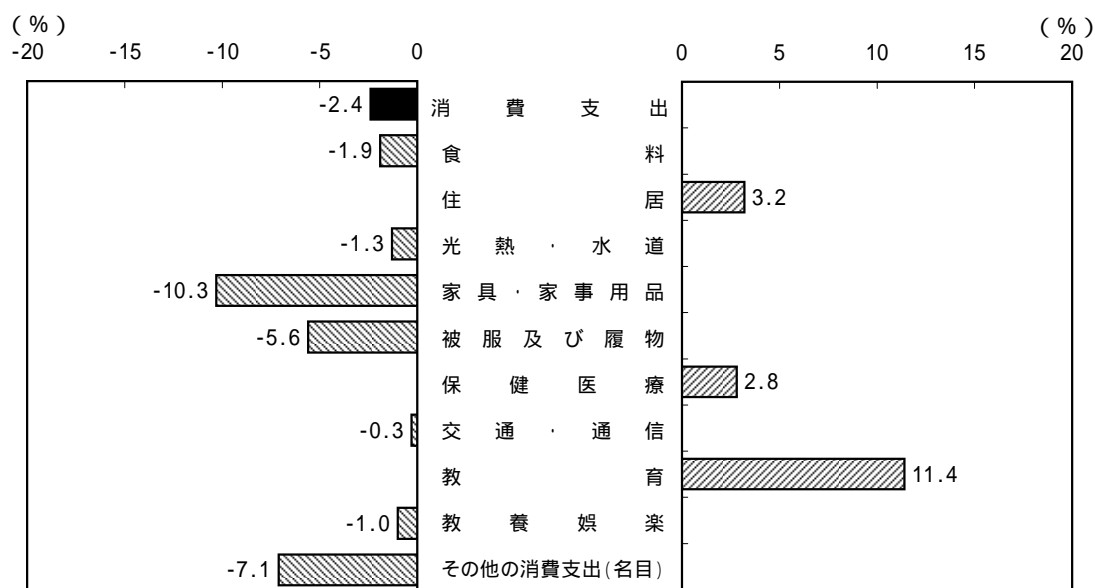 (%) (%)
-20 -15 -10 -5 0 0 5 10 15 20
-2.4 消費支出
-1.9 食料
住居 3.2
-1.3 光熱・水道
-10.3 家具・家事用品
-5.6 被服及び履物
保健医療 2.8
-0.3 交通・通信
教育 11.4
-1.0 教養娯楽
-7.1 その他の消費支出(名目)